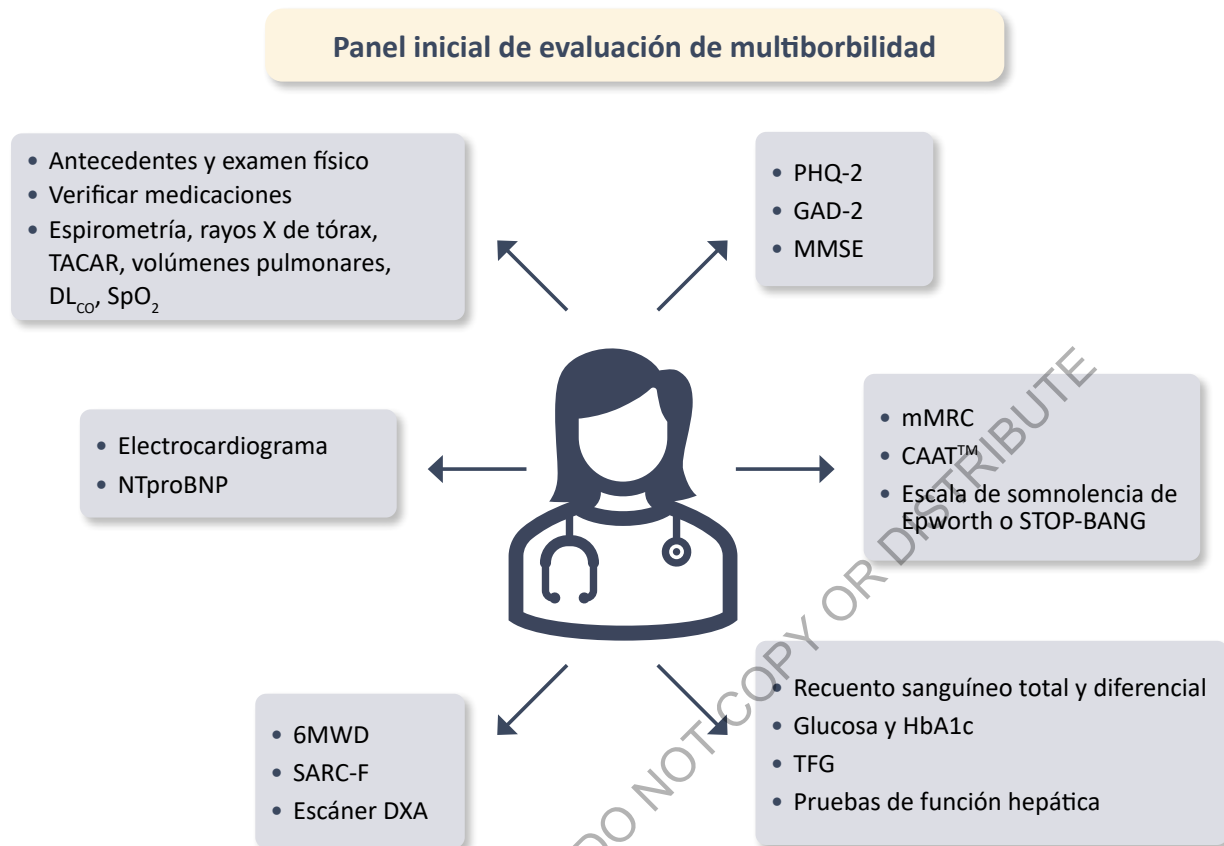 Panel inicial de evaluación de multiborbilidad
• Antecedentes y examen físico
• Verificar medicaciones
• Espirometría, rayos X de tórax,
TACAR, volúmenes pulmonares,
DLCO, SpO2
• PHQ-2
• GAD-2
• MMSE
• Electrocardiograma
• NTproBNP
• mMRC
• CAAT™
• Escala de somnolencia de
Epworth o STOP-BANG
• 6MWD
• SARC-F
• Escáner DXA
• Recuento sanguíneo total y diferencial
• Glucosa y HbA1c
• TFG
• Pruebas de función hepática
DO NOT COPY OR DISTRIBUTE